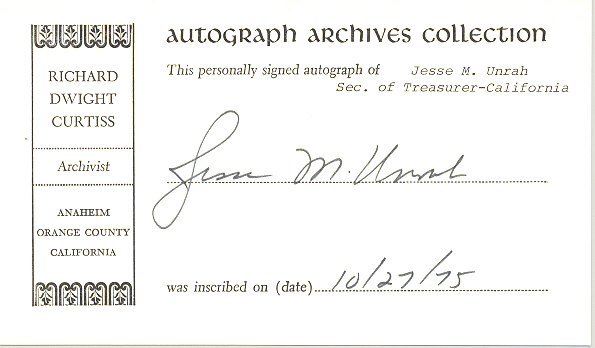 AUTOGRAPH ARCHIVES COLLECTION
RICHARD
DWIGHT
CURTISS
Archivist
ANAHEIM
ORANGE COUNTY
CALIFORNIA
This personally signed autograph of Jesse M. Unrah
Sec. of Treasurer-California
Jesse M. Unruh
was inscribed on (date) 10/27/75